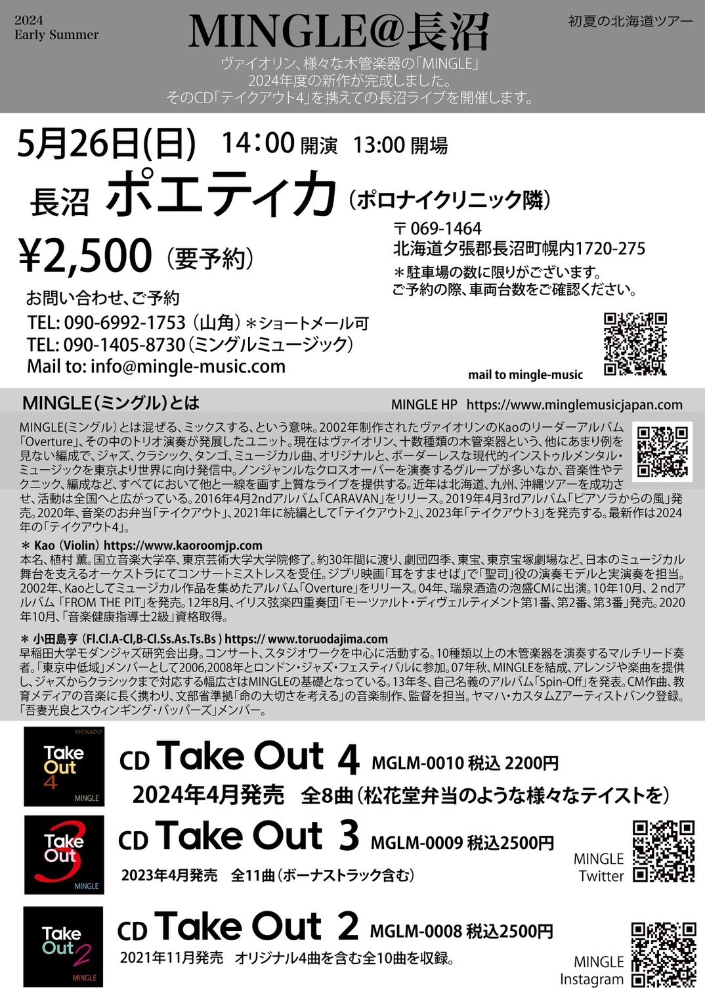 2024
Early Summer
MINGLE@長沼
初夏の北海道ツアー
ヴァイオリン、様々な木管楽器の「MINGLE」
2024年度の新作が完成しました。
そのCD「テイクアウト4」を携えての長沼ライブを開催します。
5月26日(日) 14:00 開演 13:00 開場
長沼 ポエティカ (ポロナイクリニック隣)
〒069-1464
北海道夕張郡長沼町幌内1720-275
¥2,500 (要予約)
＊駐車場の数に限りがございます。
ご予約の際、車両台数をご確認ください。
お問い合わせ、ご予約
TEL: 090-6992-1753 (山角)＊ショートメール可
TEL: 090-1405-8730(ミングルミュージック)
Mail to: info@mingle-music.com
mail to mingle-music
MINGLE(ミングル)とは
MINGLE HP https://www.minglemusicjapan.com
MINGLE(ミングル)とは混ぜる、ミックスする、という意味。2002年制作されたヴァイオリンのKaoのリーダーアルバム
「Overture」、その中のトリオ演奏が発展したユニット。現在はヴァイオリン、十数種類の木管楽器という、他にあまり例を
見ない編成で、ジャズ、クラシック、タンゴ、ミュージカル曲、オリジナルと、ボーダーレスな現代的インストゥルメンタル・
ミュージックを東京より世界に向け発信中。ノンジャンルなクロスオーバーを演奏するグループが多いなか、音楽性やテ
クニック、編成など、すべてにおいて他と一線を画す上質なライブを提供する。近年は北海道、九州、沖縄ツアーを成功さ
せ、活動は全国へと広がっている。2016年4月2ndアルバム「CARAVAN」をリリース。2019年4月3rdアルバム「ピアソラからの風」発
売。2020年、音楽のお弁当「テイクアウト」、2021年に続編として「テイクアウト2」、2023年「テイクアウト3」を発売する。最新作は2024
年の「テイクアウト4」。
＊ Kao (Violin) https://www.kaoroomjp.com
本名、植村 薫。国立音楽大学卒、東京芸術大学大学院修了。約30年間に渡り、劇団四季、東宝、東京宝塚劇場など、日本のミュージカル
舞台を支えるオーケストラにてコンサートミストレスを受任。ジブリ映画「耳をすませば」で「聖司」役の演奏モデルと実演奏を担当。
2002年、Kaoとしてミュージカル作品を集めたアルバム「Overture」をリリース。04年、瑞泉酒造の泡盛CMに出演。10年10月、２ndア
ルバム 「FROM THE PIT」を発売。12年8月、イリス弦楽四重奏団「モーツァルト・ディヴェルティメント第1番、第2番、第3番」発売。2020
年10月、「音楽健康指導士2級」資格取得。
＊ 小田島亨 (Fl.Cl.A-Cl,B-Cl.Ss.As.Ts.Bs ) https:// www.toruodajima.com
早稲田大学モダンジャズ研究会出身。コンサート、スタジオワークを中心に活動する。10種類以上の木管楽器を演奏するマルチリード奏
者。「東京中低域」メンバーとして2006,2008年とロンドン・ジャズ・フェスティバルに参加。07年秋、MINGLEを結成、アレンジや楽曲を提供
し、ジャズからクラシックまで対応する幅広さはMINGLEの基礎となっている。13年冬、自己名義のアルバム「Spin-Off」を発表。CM作曲、教
育メディアの音楽に長く携わり、文部省準拠「命の大切さを考える」の音楽制作、監督を担当。ヤマハ・カスタムZアーティストバンク登録。
「吾妻光良とスウィンギング・バッパーズ」メンバー。
SYOKADO
Take
Out
4
MINGLE
CD Take Out 4 MGLM-0010 税込 2200円
2024年4月発売 全8曲(松花堂弁当のような様々なテイストを)
Take
Out
3
MINGLE
CD Take Out 3 MGLM-0009 税込2500円
2023年4月発売 全11曲(ボーナストラック含む)
MINGLE
Twitter
Take
Out
2
MINGLE
CD Take Out 2 MGLM-0008 税込2500円
2021年11月発売 オリジナル4曲を含む全10曲を収録。
MINGLE
Instagram